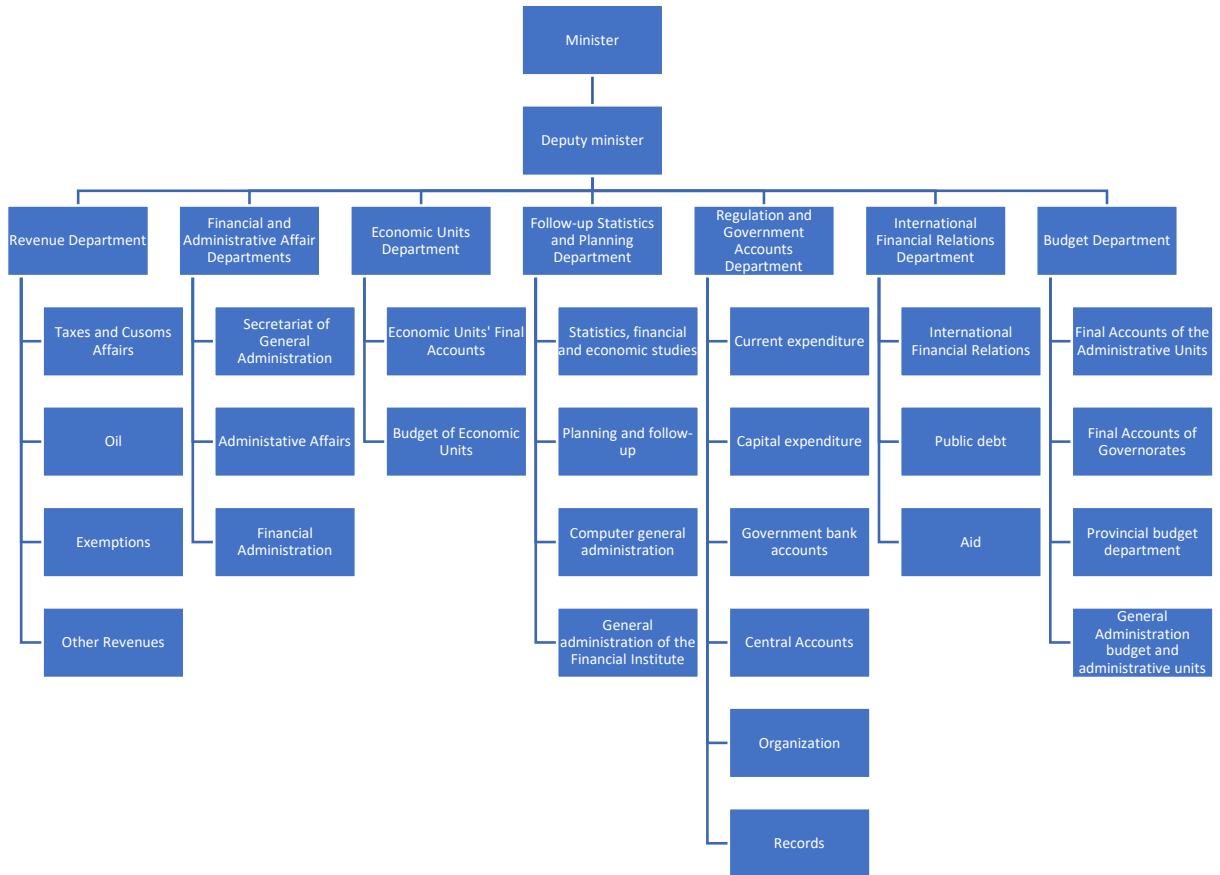 Minister
Deputy minister
Revenue Department
Financial and
Administrative Affair
Departments
Economic Units
Department
Follow-up Statistics
and Planning
Department
Regulation and
Government
Accounts
Department
International
Financial Relations
Department
Budget Department
Taxes and Cusoms
Affairs
Oil
Exemptions
Other Revenues
Secretariat of
General
Administration
Administative Affairs
Financial
Administration
Economic Units' Final
Accounts
Budget of Economic
Units
Statistics, financial
and economic studies
Planning and follow-
up
Computer general
administration
General
administration of the
Financial Institute
Current expenditure
Capital expenditure
Government bank
accounts
Central Accounts
Organization
Records
International
Financial Relations
Public debt
Aid
Final Accounts of the
Administrative Units
Final Accounts of
Governorates
Provincial budget
department
General
Administration
budget and
administrative units